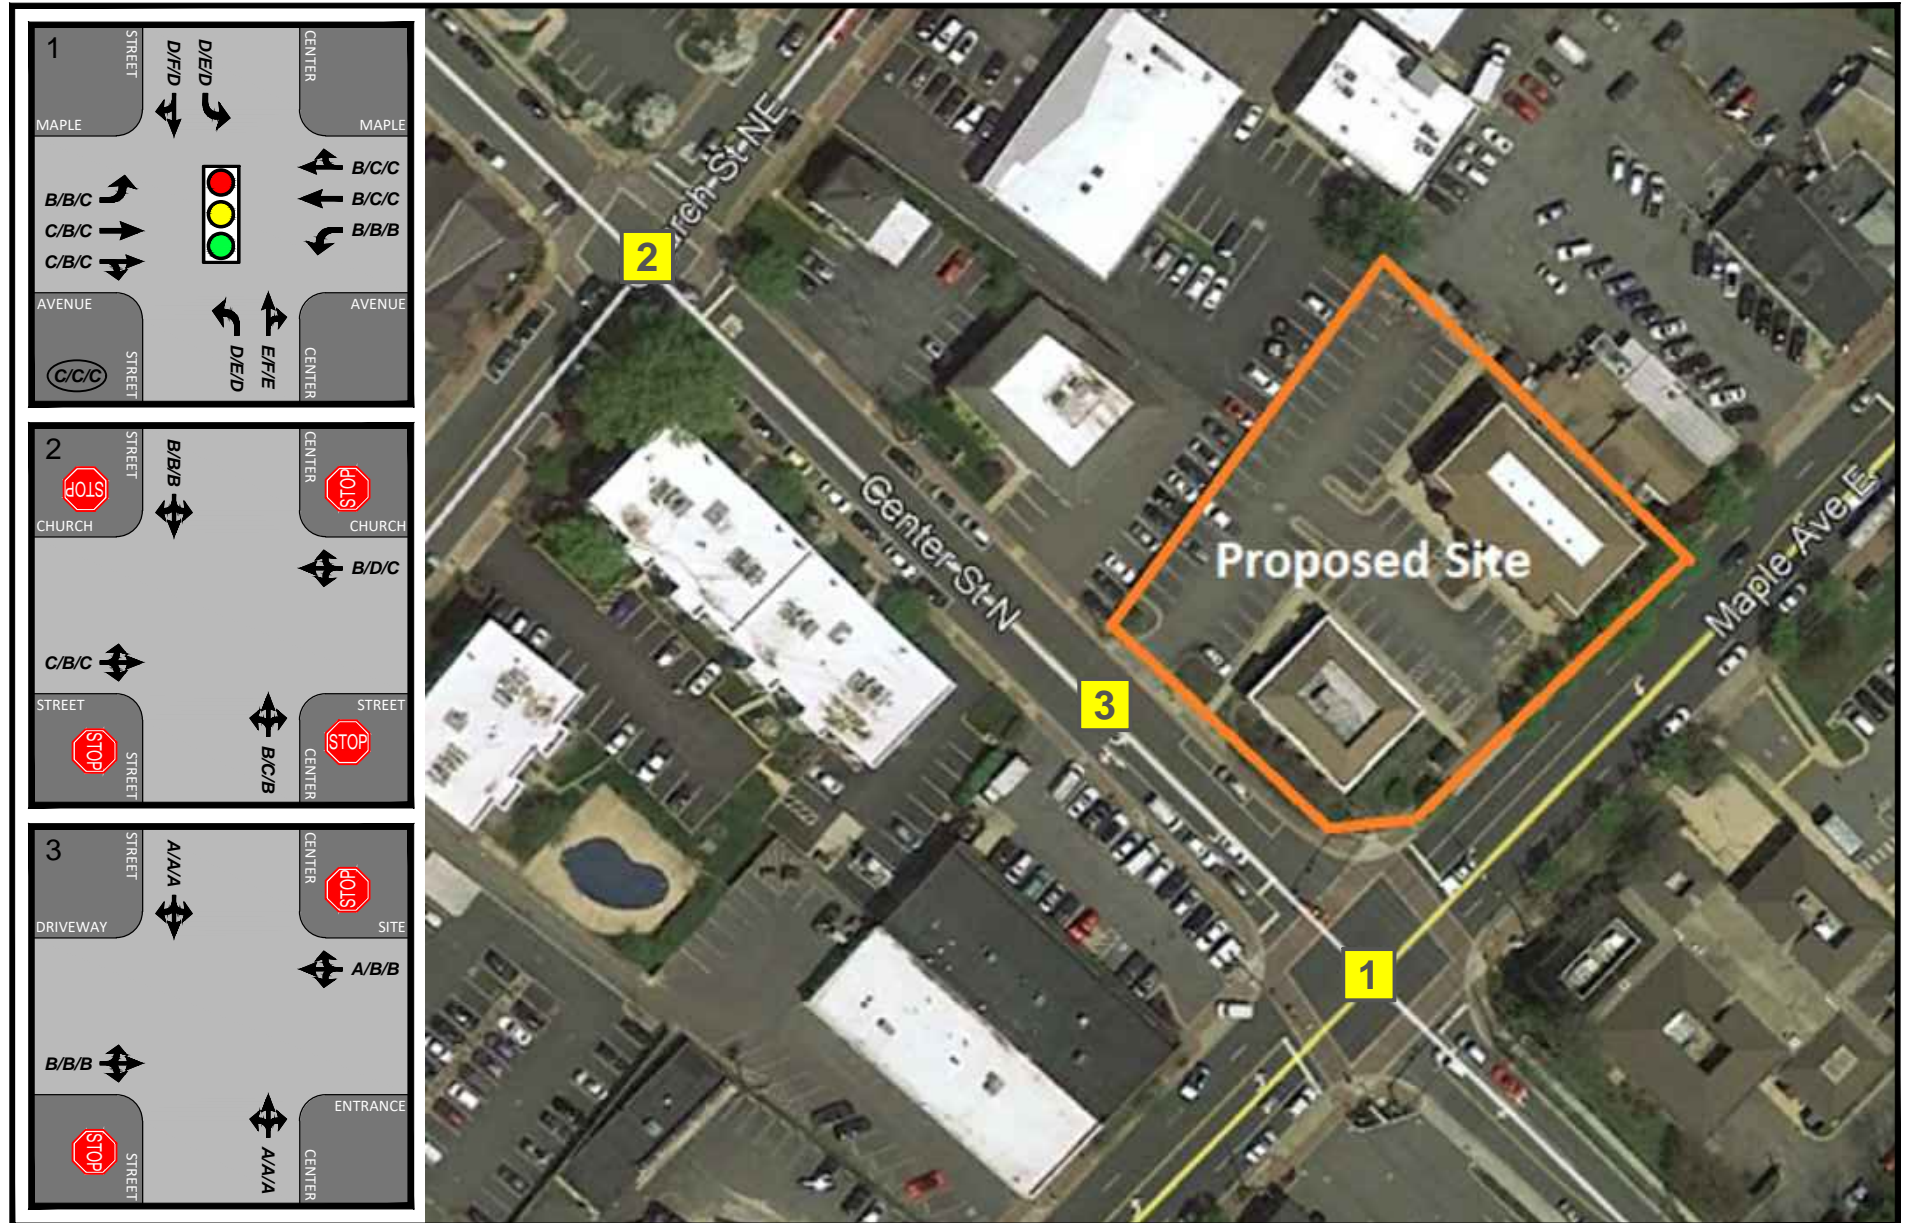 1
STREET
D/F/D
D/E/D
CENTER
MAPLE
MAPLE
B/B/C
C/B/C
C/B/C
B/C/C
B/C/C
B/B/B
AVENUE
AVENUE
C/C/C
STREET
D/E/D
E/F/E
CENTER
2
STREET
B/B/B
CENTER
STOP
STOP
CHURCH
CHURCH
B/D/C
C/B/C
STREET
STREET
STOP
STOP
STREET
B/C/B
CENTER
3
STREET
A/A/A
CENTER
STOP
DRIVEWAY
SITE
A/B/B
B/B/B
ENTRANCE
STOP
STREET
A/A/A
CENTER
St NE
2
Center St N
Proposed Site
Maple Ave E
3
1